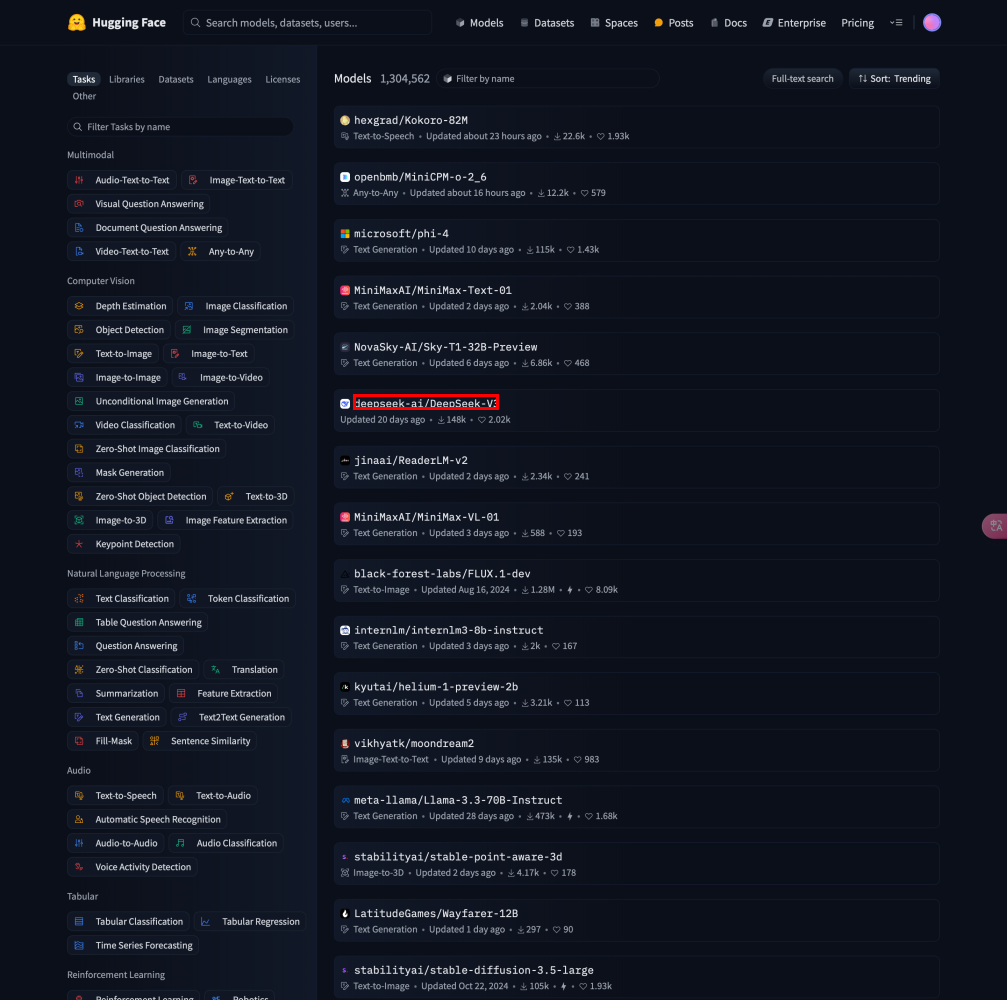 Hugging Face
Search models, datasets, users...
Models
Datasets
Spaces
Posts
Docs
Enterprise
Pricing
Tasks Libraries Datasets Languages Licenses
Other
Filter Tasks by name
Multimodal
Audio-Text-to-Text Image-Text-to-Text
Visual Question Answering
Document Question Answering
Video-Text-to-Text Any-to-Any
Computer Vision
Depth Estimation Image Classification
Object Detection Image Segmentation
Text-to-Image Image-to-Text
Image-to-Image Image-to-Video
Unconditional Image Generation
Video Classification Text-to-Video
Zero-Shot Image Classification
Mask Generation
Zero-Shot Object Detection Text-to-3D
Image-to-3D Image Feature Extraction
Keypoint Detection
Natural Language Processing
Text Classification Token Classification
Table Question Answering
Question Answering
Zero-Shot Classification Translation
Summarization Feature Extraction
Text Generation Text2Text Generation
Fill-Mask Sentence Similarity
Audio
Text-to-Speech Text-to-Audio
Automatic Speech Recognition
Audio-to-Audio Audio Classification
Voice Activity Detection
Tabular
Tabular Classification Tabular Regression
Time Series Forecasting
Reinforcement Learning
Reinforcement Learning Robotics
Models 1,304,562 Filter by name Full-text search Sort: Trending
hexgrad/Kokoro-82M
Text-to-Speech • Updated about 23 hours ago • 22.6k • 1.93k
openbmb/MiniCPM-o-2_6
Any-to-Any • Updated about 16 hours ago • 12.2k • 579
microsoft/phi-4
Text Generation • Updated 10 days ago • 115k • 1.43k
MiniMaxAI/MiniMax-Text-01
Text Generation • Updated 2 days ago • 2.04k • 388
NovaSky-AI/Sky-T1-32B-Preview
Text Generation • Updated 6 days ago • 6.86k • 468
deepseek-ai/DeepSeek-V3
Updated 20 days ago • 148k • 2.02k
jinaai/ReaderLM-v2
Text Generation • Updated 2 days ago • 2.34k • 241
MiniMaxAI/MiniMax-VL-01
Text Generation • Updated 3 days ago • 588 • 193
black-forest-labs/FLUX.1-dev
Text-to-Image • Updated Aug 16, 2024 • 1.28M • • 8.09k
internlm/internlm3-8b-instruct
Text Generation • Updated 3 days ago • 2k • 167
kyutai/helium-1-preview-2b
Text Generation • Updated 5 days ago • 3.21k • 113
vikhyatk/moondream2
Image-Text-to-Text • Updated 9 days ago • 135k • 983
meta-llama/Llama-3.3-70B-Instruct
Text Generation • Updated 28 days ago • 473k • • 1.68k
stabilityai/stable-point-aware-3d
Image-to-3D • Updated 2 days ago • 4.17k • 178
LatitudeGames/Wayfarer-12B
Text Generation • Updated 1 day ago • 297 • 90
stabilityai/stable-diffusion-3.5-large
Text-to-Image • Updated Oct 22, 2024 • 105k • • 1.93k